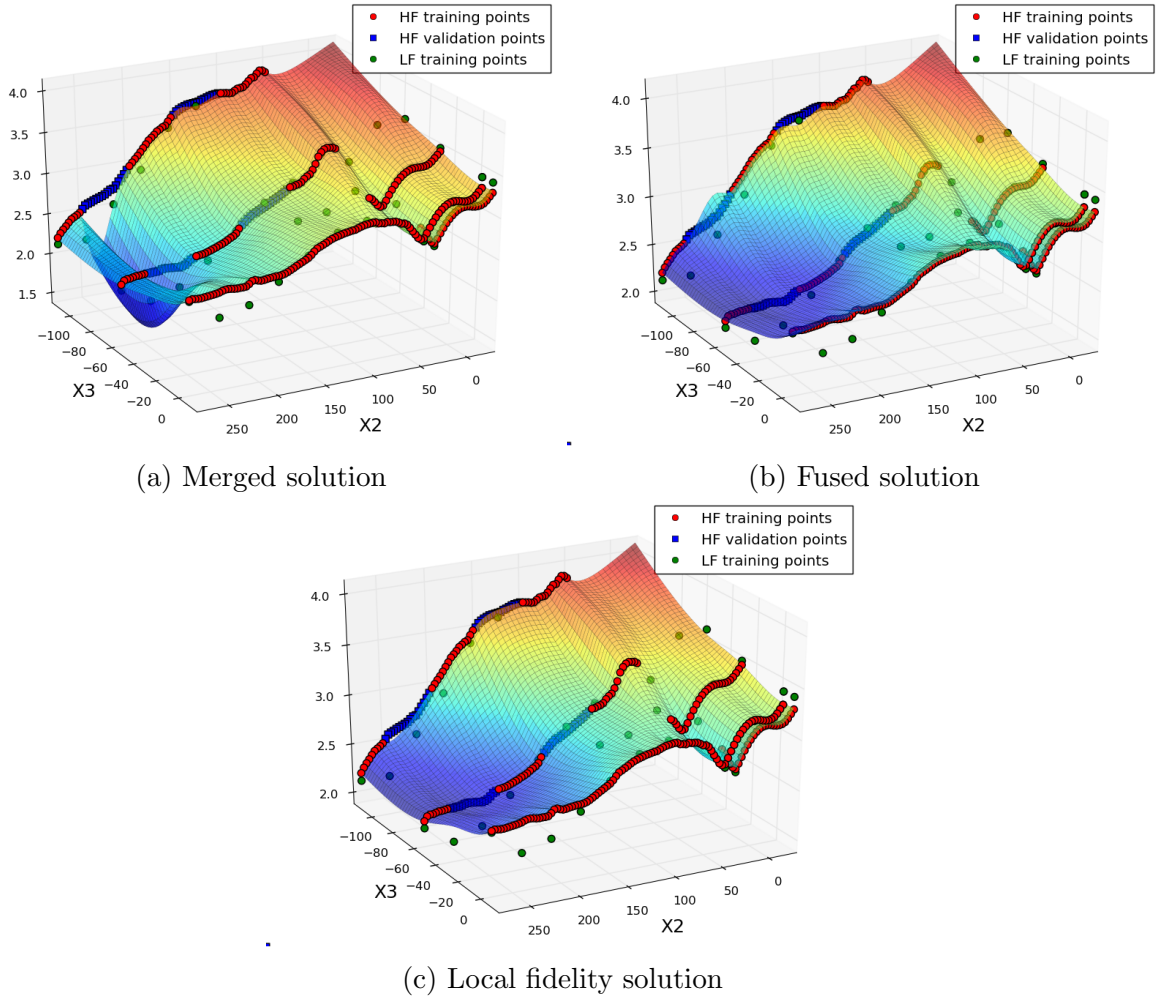 HF training points
HF validation points
LF training points
4.0
3.5
3.0
2.5
2.0
1.5
−100
−80
−60
−40
−20
0
X3
250
200
150
100
50
0
X2
(a) Merged solution
HF training points
HF validation points
LF training points
4.0
3.5
3.0
2.5
2.0
−100
−80
−60
−40
−20
0
X3
250
200
150
100
50
0
X2
(b) Fused solution
HF training points
HF validation points
LF training points
4.0
3.5
3.0
2.5
2.0
−100
−80
−60
−40
−20
0
X3
250
200
150
100
50
0
X2
(c) Local fidelity solution